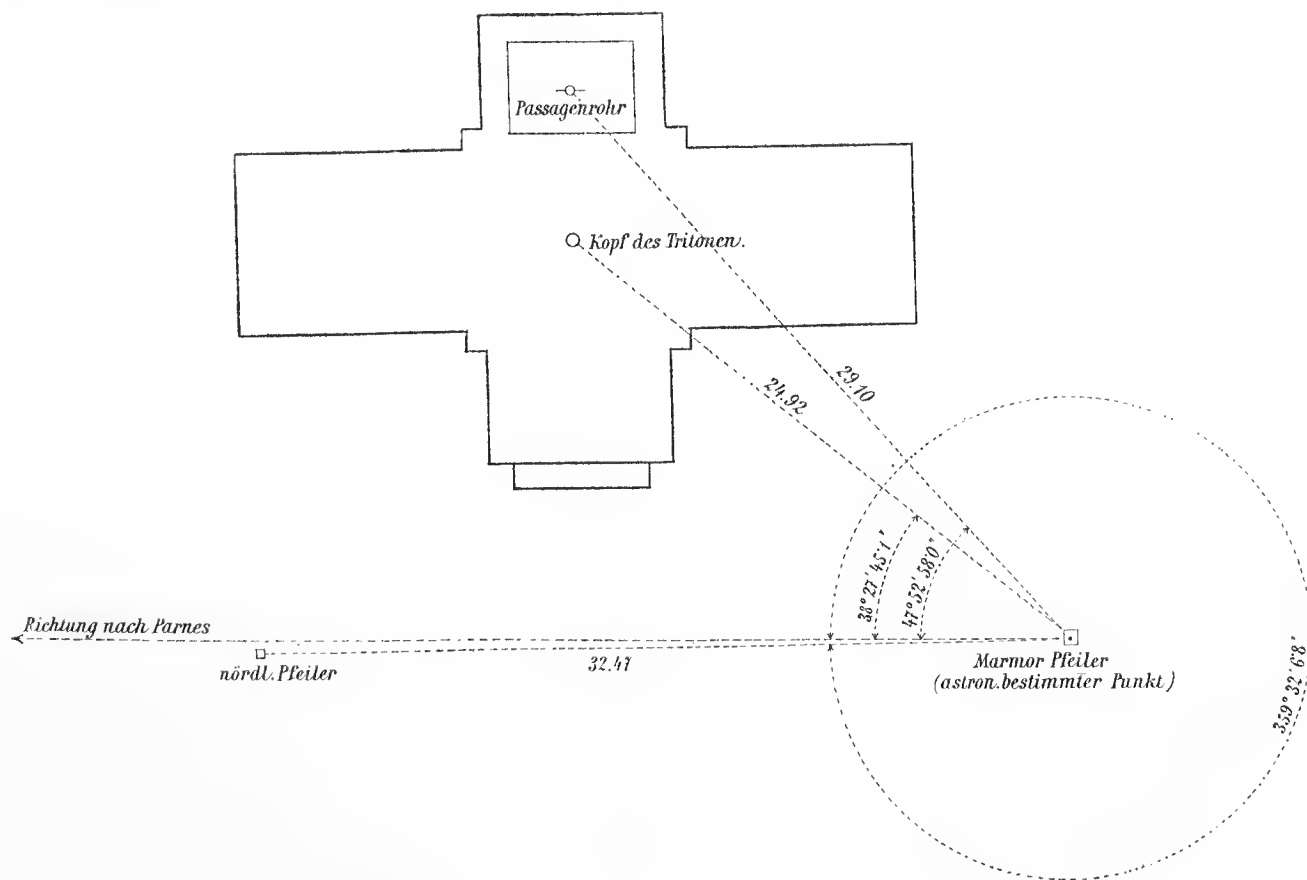 Passagenrohr
Kopf des Tritonen.
29.10
24.92
38° 27' 45.1"
47° 52' 58.0"
Richtung nach Parnes
nördl. Pfeiler
32.41
Marmor Pfeiler
(astron. bestimmter Punkt)
359° 32' 6.8"